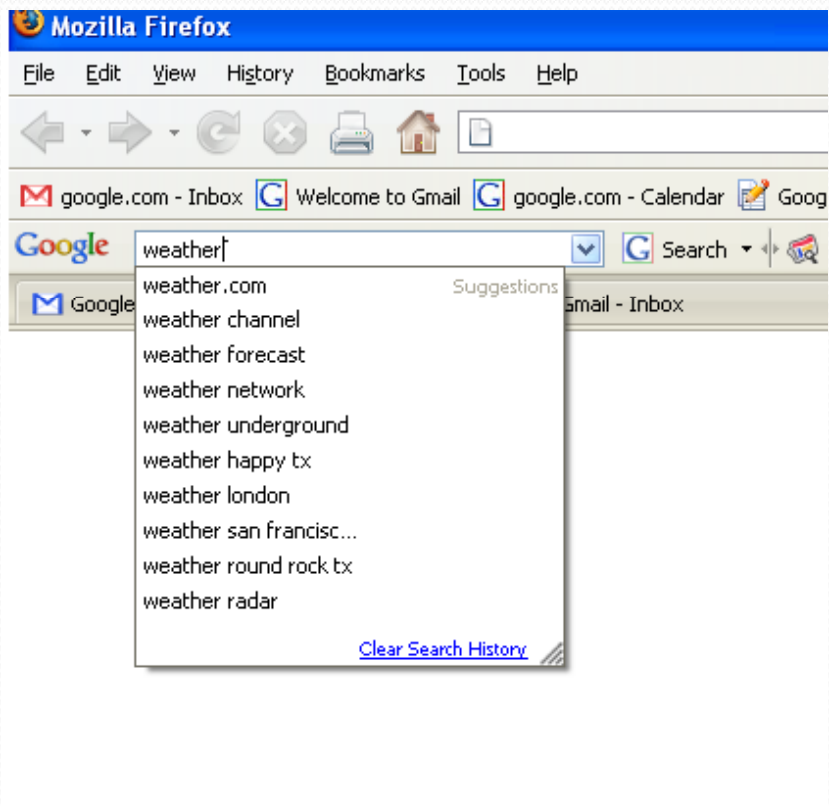 Mozilla Firefox
File Edit View History Bookmarks Tools Help
google.com - Inbox G Welcome to Gmail G google.com - Calendar Goog
Google weather G Search
weather.com Suggestions
Google Gmail - Inbox
weather channel
weather forecast
weather network
weather underground
weather happy tx
weather london
weather san francisc...
weather round rock tx
weather radar
Clear Search History